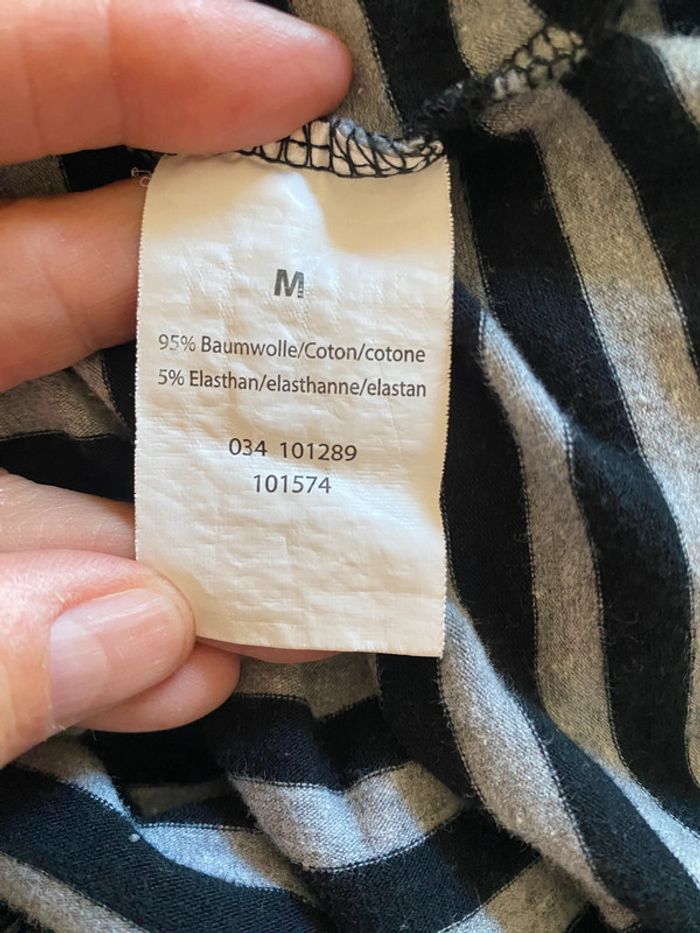 M
95% Baumwolle/Coton/cotone
5% Elasthan/elasthanne/elastan
034 101289
101574